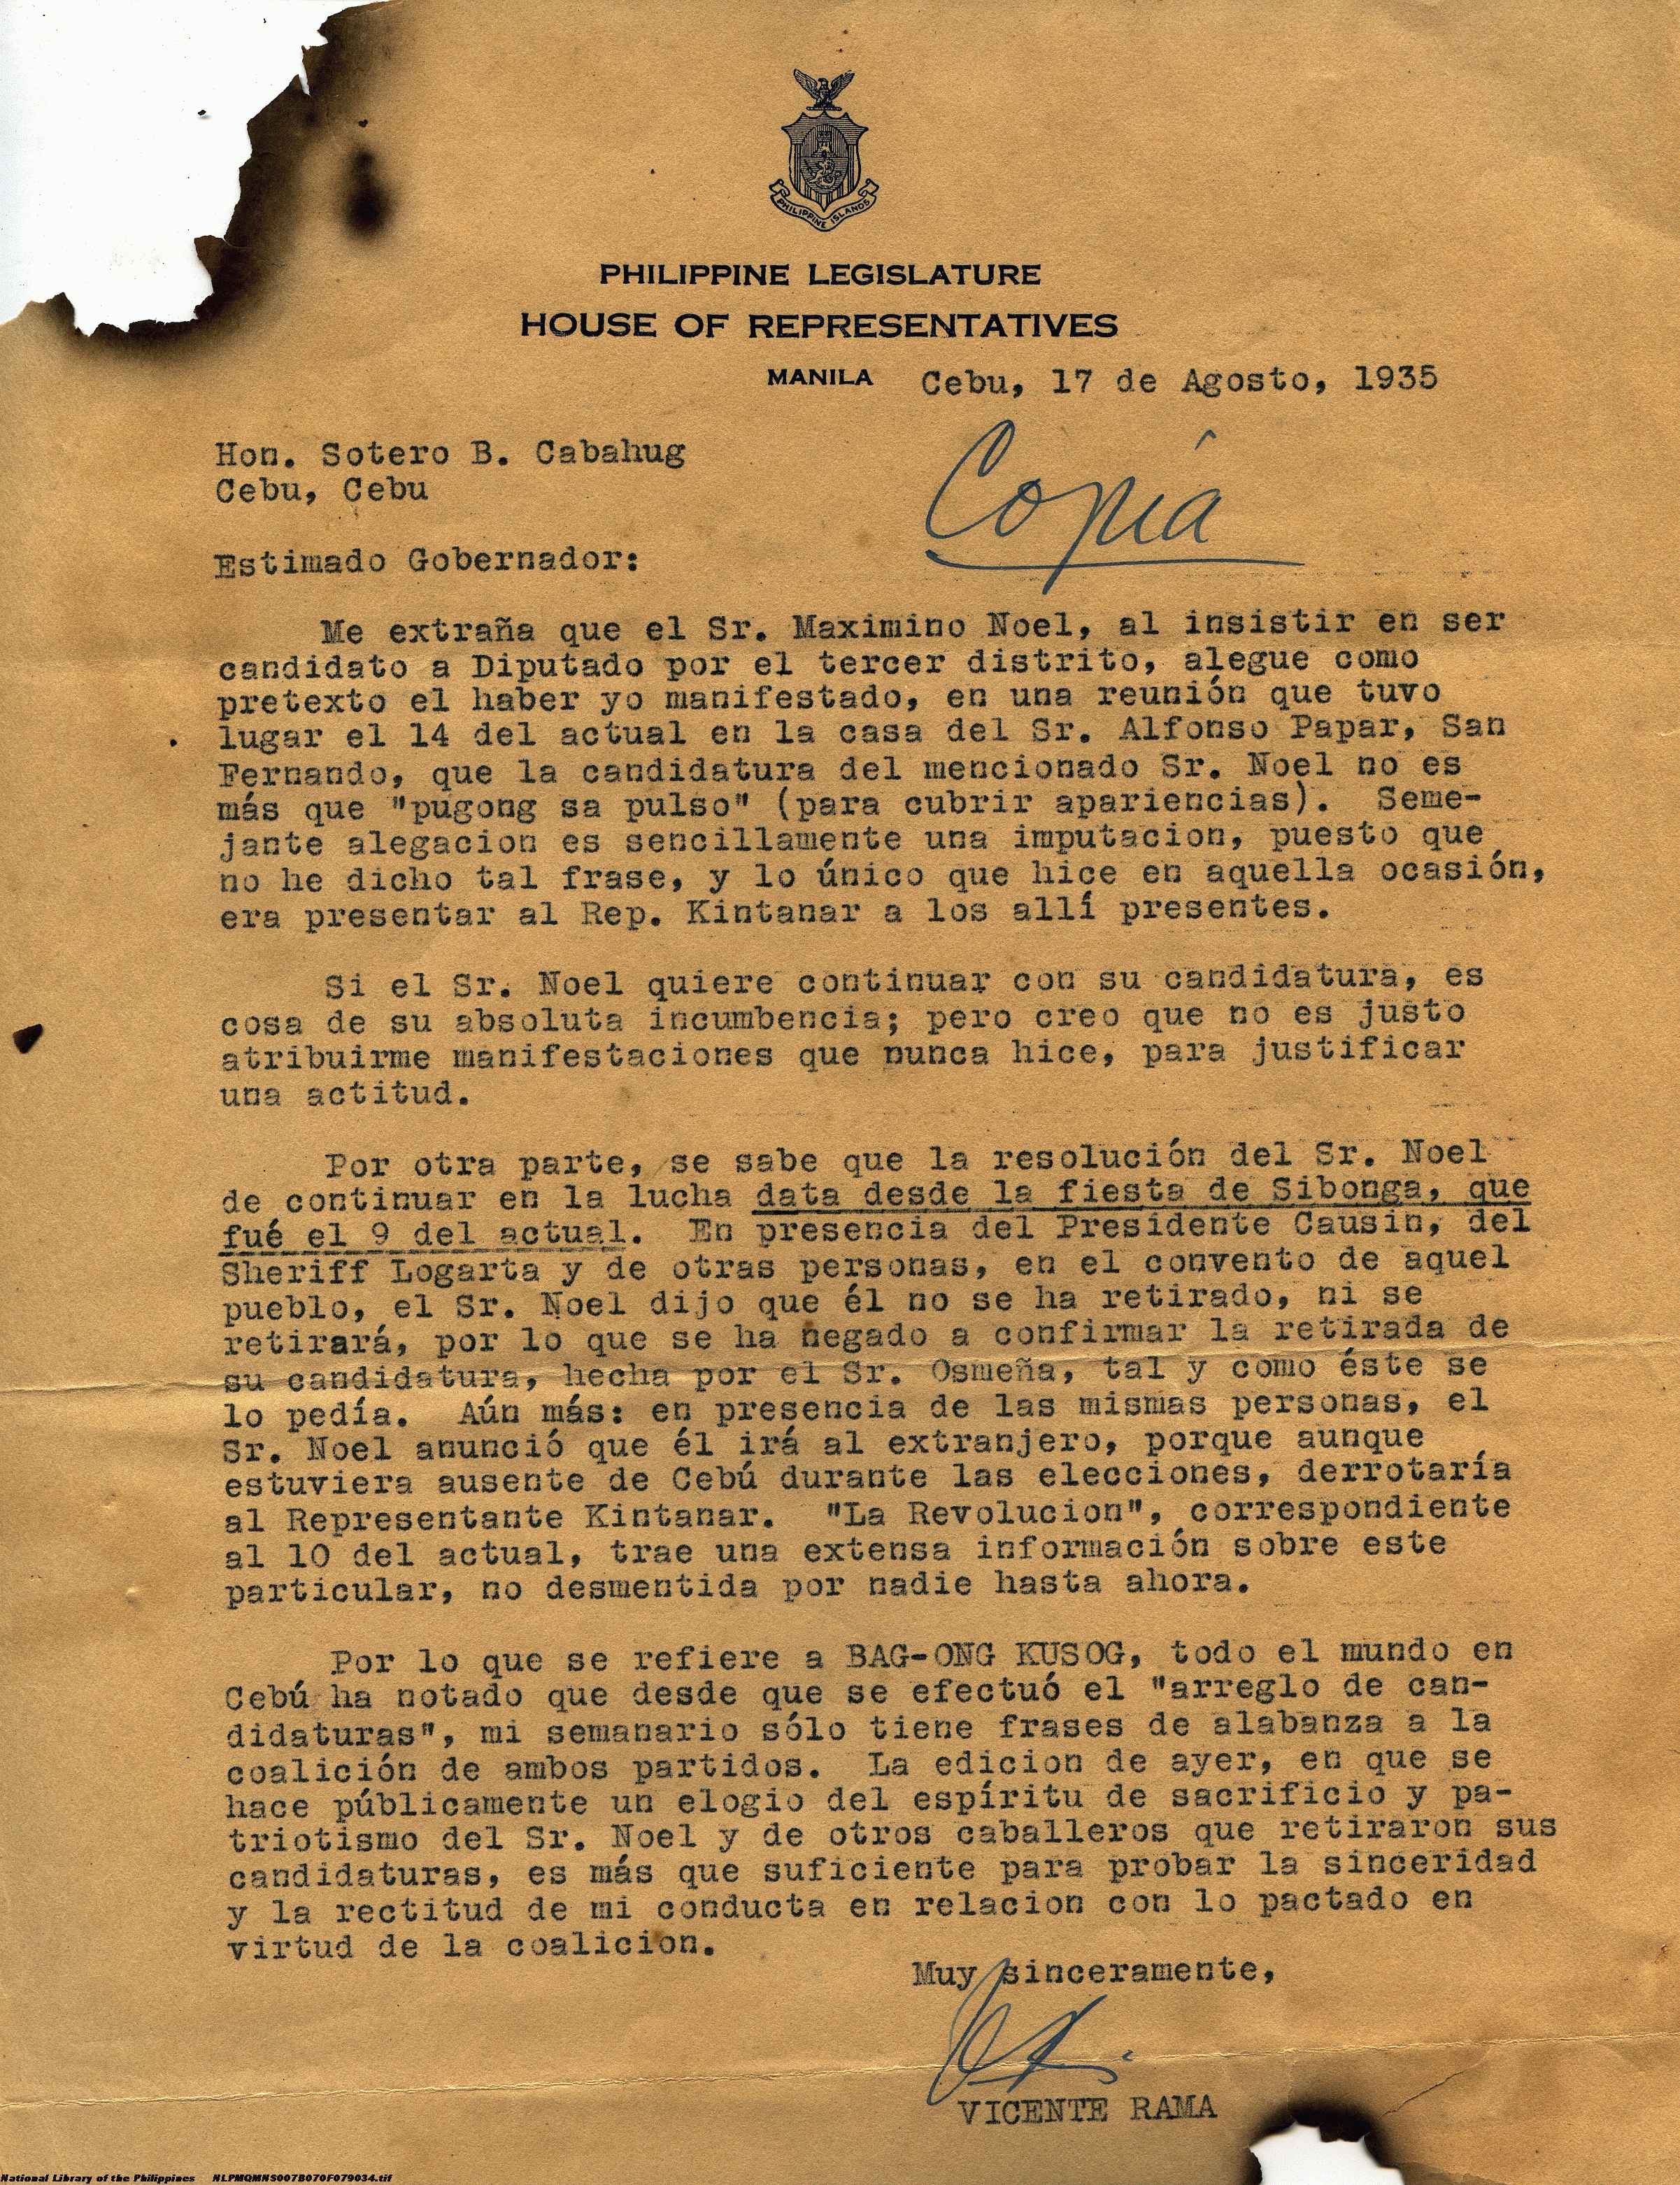 PHILIPPINE ISLANDS
PHILIPPINE LEGISLATURE
HOUSE OF REPRESENTATIVES
MANILA Cebu, 17 de Agosto, 1935
Hon. Sotero B. Cabahug
Cebu, Cebu
Copia
Estimado Gobernador:
Me extraña que el Sr. Maximino Noel, al insistir en ser
candidato a Diputado por el tercer distrito, alegue como
pretexto el haber yo manifestado, en una reunión que tuvo
lugar el 14 del actual en la casa del Sr. Alfonso Papar, San
Fernando, que la candidatura del mencionado Sr. Noel no es
más que "pugong sa pulso" (para cubrir apariencias). Seme-
jante alegacion es sencillamente una imputacion, puesto que
no he dicho tal frase, y lo único que hice en aquella ocasión,
era presentar al Rep. Kintanar a los allí presentes.
Si el Sr. Noel quiere continuar con su candidatura, es
cosa de su absoluta incumbencia; pero creo que no es justo
atribuirme manifestaciones que nunca hice, para justificar
una actitud.
Por otra parte, se sabe que la resolución del Sr. Noel
de continuar en la lucha data desde la fiesta de Sibonga, que
fué el 9 del actual. En presencia del Presidente Causin, del
Sheriff Logarta y de otras personas, en el convento de aquel
pueblo, el Sr. Noel dijo que él no se ha retirado, ni se
retirará, por lo que se ha negado a confirmar la retirada de
su candidatura, hecha por el Sr. Osmeña, tal y como éste se
lo pedía. Aún más: en presencia de las mismas personas, el
Sr. Noel anunció que él irá al extranjero, porque aunque
estuviera ausente de Cebú durante las elecciones, derrotaría
al Representante Kintanar. "La Revolucion", correspondiente
al 10 del actual, trae una extensa información sobre este
particular, no desmentida por nadie hasta ahora.
Por lo que se refiere a BAG-ONG KUSOG, todo el mundo en
Cebú ha notado que desde que se efectuó el "arreglo de can-
didaturas", mi semanario sólo tiene frases de alabanza a la
coalición de ambos partidos. La edicion de ayer, en que se
hace públicamente un elogio del espíritu de sacrificio y pa-
triotismo del Sr. Noel y de otros caballeros que retiraron sus
candidaturas, es más que suficiente para probar la sinceridad
y la rectitud de mi conducta en relacion con lo pactado en
virtud de la coalicion.
Muy sinceramente,
VICENTE RAMA
National Library of the Philippines NLPMQMNS007B070F079034.tif